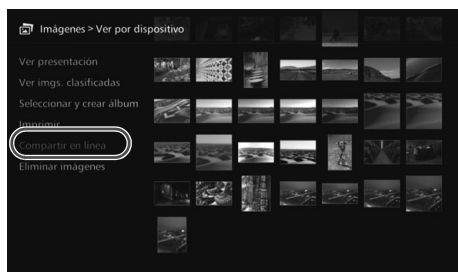 Imágenes > Ver por dispositivo
Ver presentación
Ver imgs. clasificadas
Seleccionar y crear álbum
Imprimir
Compartir en línea
Eliminar imágenes